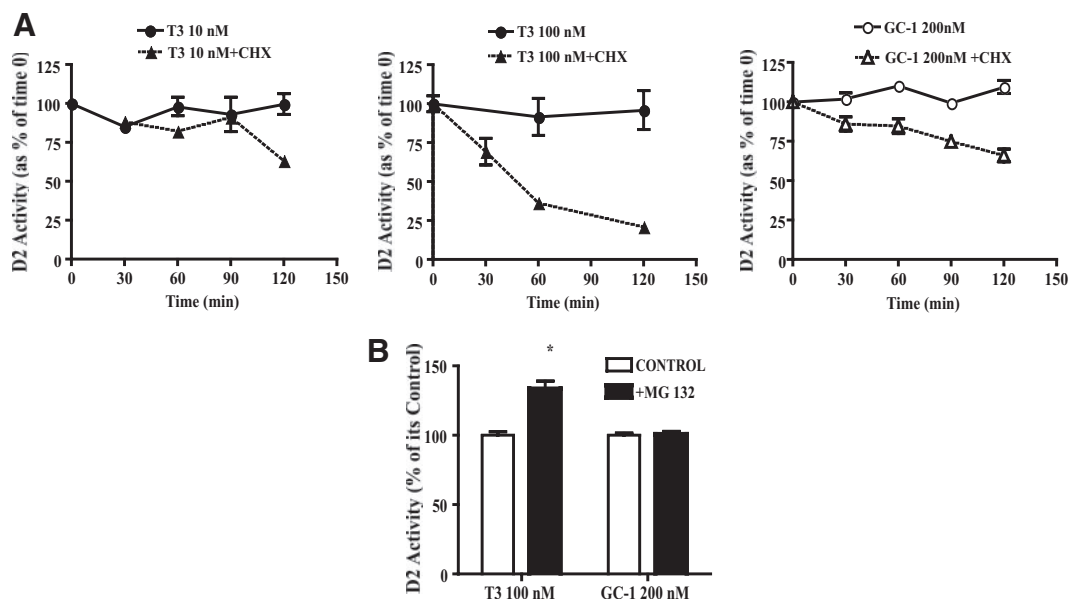 A
T3 10 nM
T3 10 nM+CHX
D2 Activity (as % of time 0)
125
100
75
50
25
0
0 30 60 90 120 150
Time (min)
T3 100 nM
T3 100 nM+CHX
D2 Activity (as % of time 0)
125
100
75
50
25
0
0 30 60 90 120 150
Time (min)
GC-1 200nM
GC-1 200nM +CHX
D2 Activity (as % of time 0)
125
100
75
50
25
0
0 30 60 90 120 150
Time (min)
B
D2 Activity (% of its Control)
150
100
50
0
*
CONTROL
+MG 132
T3 100 nM GC-1 200 nM